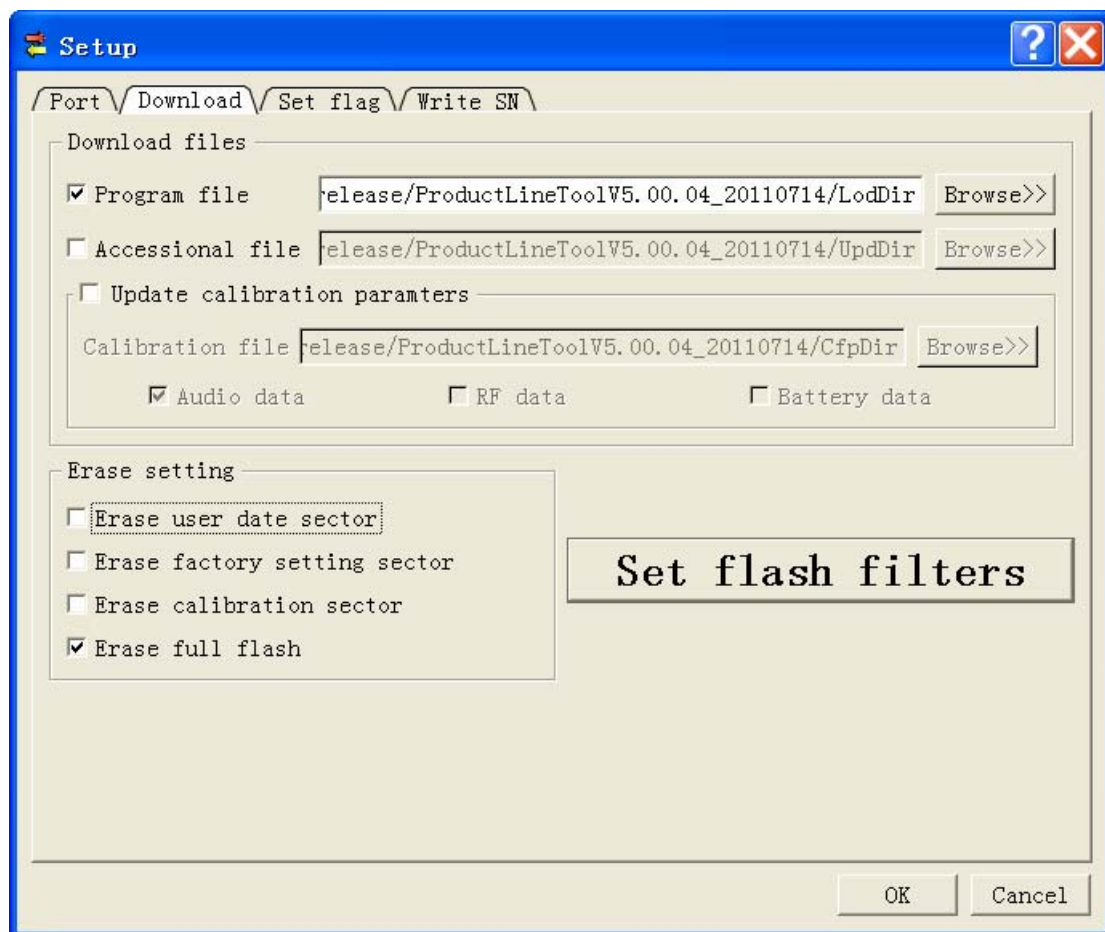 Setup
Port Download Set flag Write SN
Download files
Program file release/ProductLineToolV5.00.04_20110714/LodDir Browse>>
Accessional file release/ProductLineToolV5.00.04_20110714/UpdDir Browse>>
Update calibration paramters
Calibration file release/ProductLineToolV5.00.04_20110714/CfpDir Browse>>
Audio data RF data Battery data
Erase setting
Erase user date sector
Erase factory setting sector
Set flash filters
Erase calibration sector
Erase full flash
OK Cancel